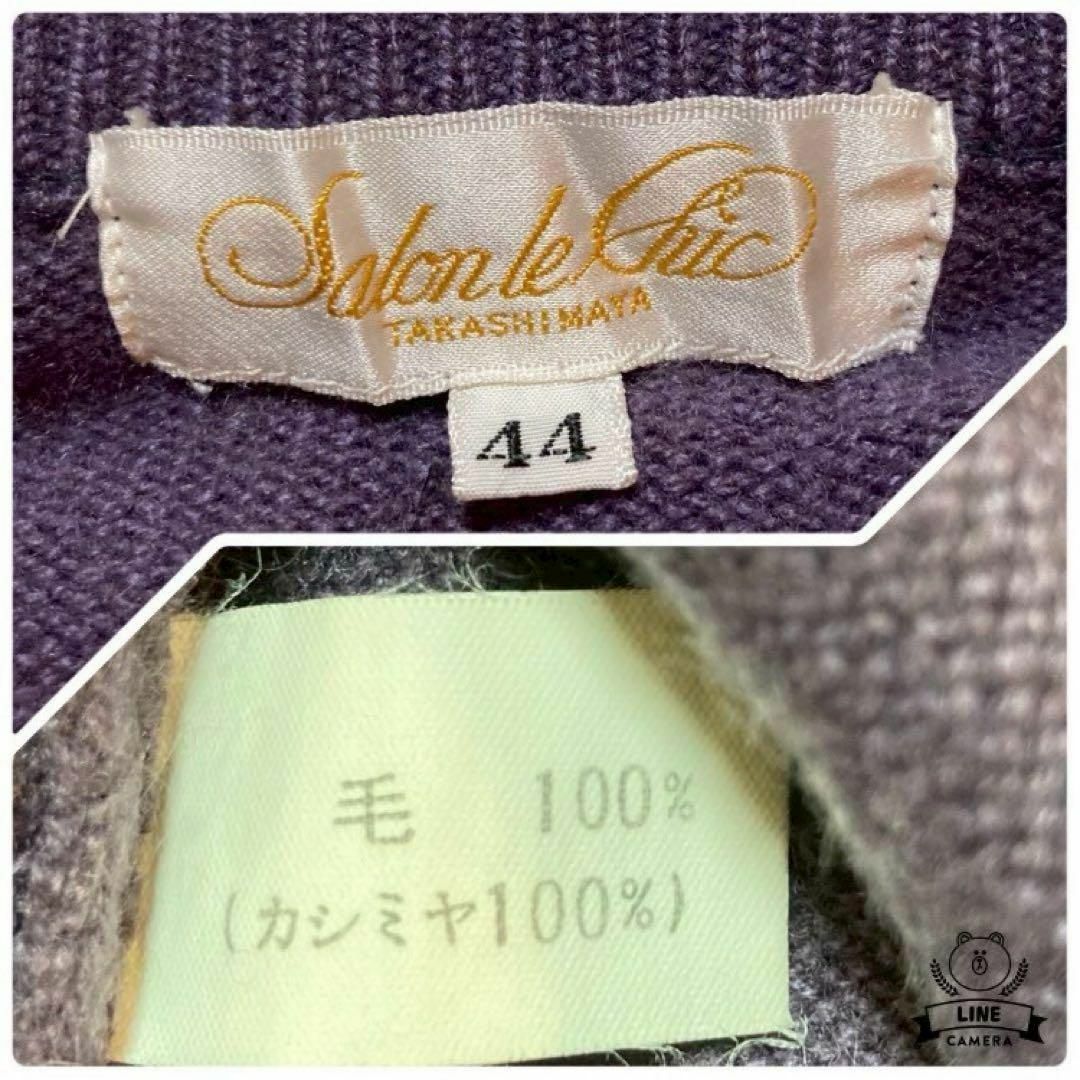 Salon le Chic
TAKASHIMAYA
44
毛 100%
(カシミヤ100%)
LINE
CAMERA